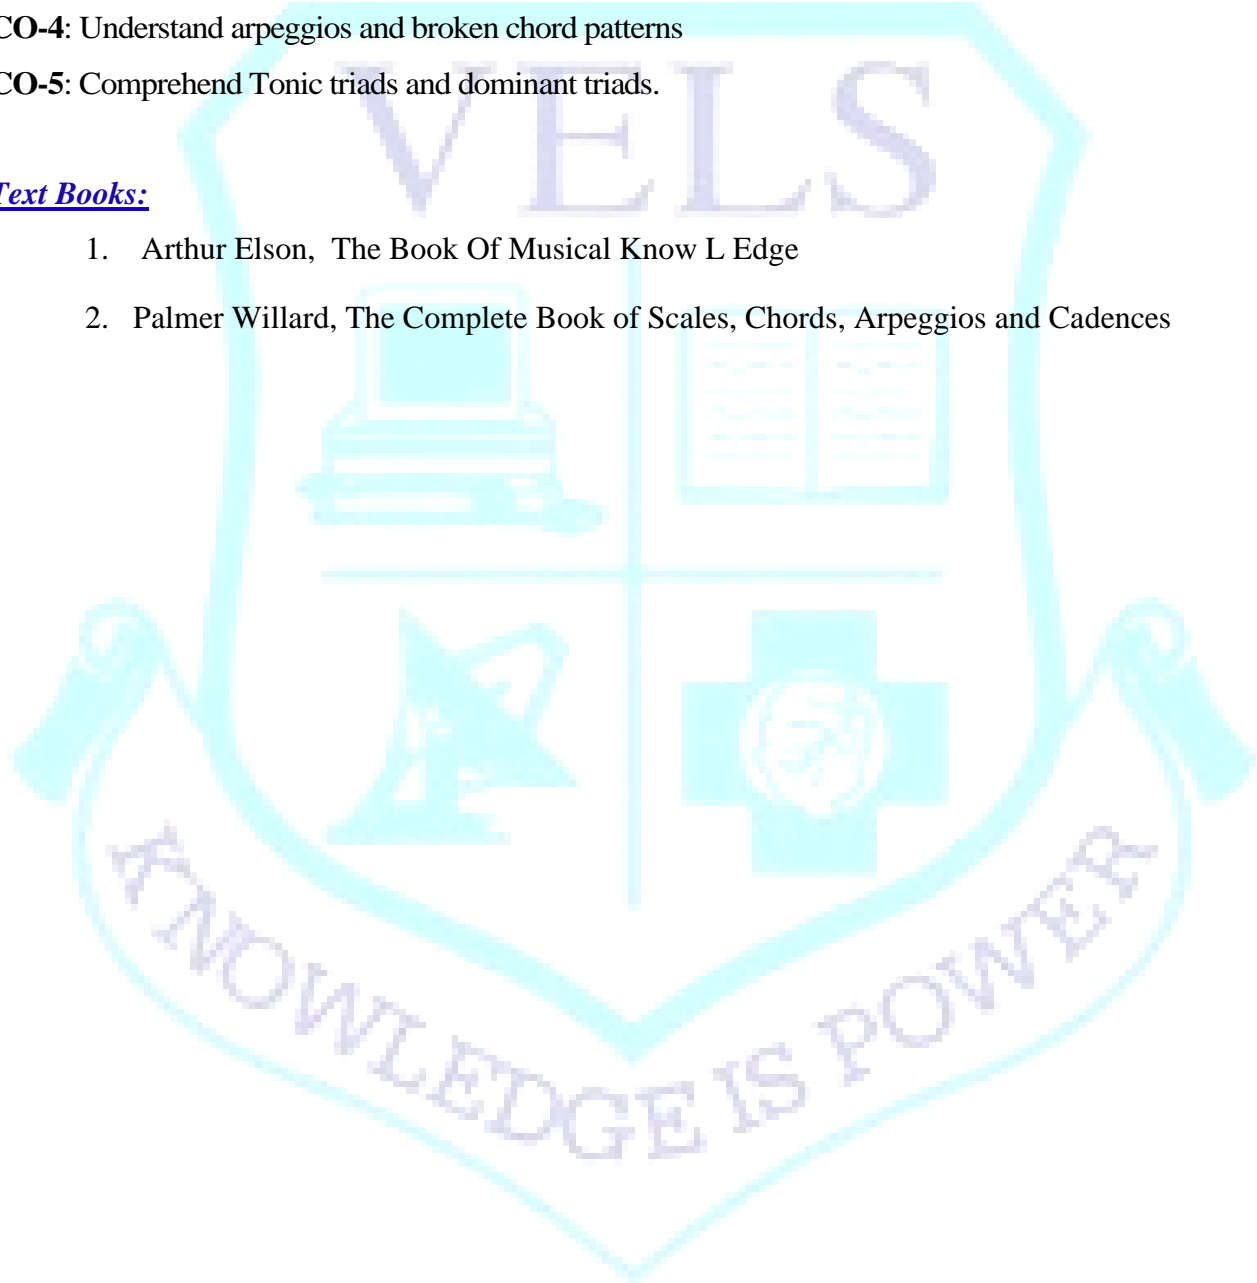 CO-4: Understand arpeggios and broken chord patterns
CO-5: Comprehend Tonic triads and dominant triads.
VELS
Text Books:
1. Arthur Elson, The Book Of Musical Know L Edge
2. Palmer Willard, The Complete Book of Scales, Chords, Arpeggios and Cadences
KNOWLEDGE IS POWER